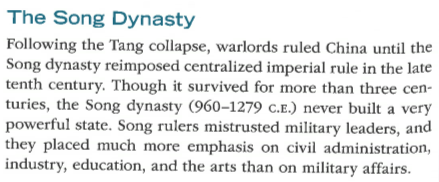 The Song Dynasty
Following the Tang collapse, warlords ruled China until the
Song dynasty reimposed centralized imperial rule in the late
tenth century. Though it survived for more than three cen-
turies, the Song dynasty (960–1279 C.E.) never built a very
powerful state. Song rulers mistrusted military leaders, and
they placed much more emphasis on civil administration,
industry, education, and the arts than on military affairs.